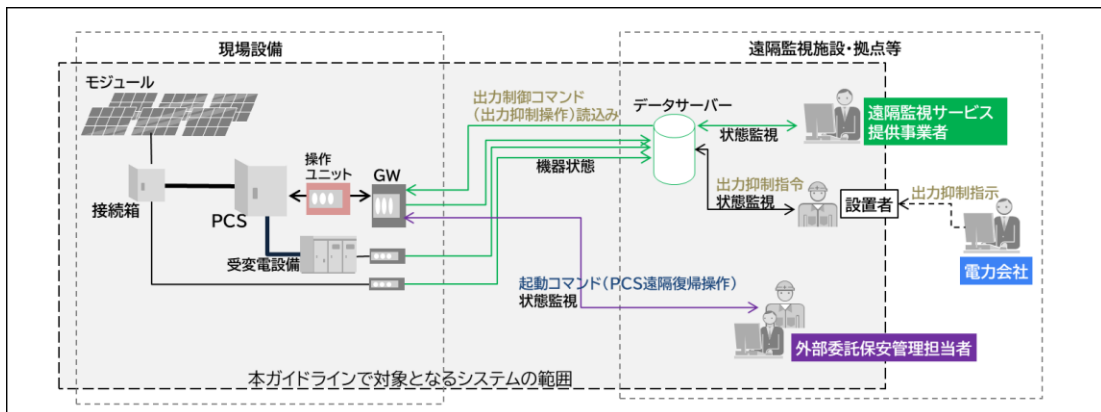 現場設備
遠隔監視施設・拠点等
モジュール
出力制御コマンド
（出力抑制操作）読込み
データサーバー
状態監視
遠隔監視サービス
提供事業者
操作
ユニット
GW
機器状態
接続箱
PCS
出力抑制指令
状態監視
設置者
出力抑制指示
受変電設備
電力会社
起動コマンド（PCS遠隔復帰操作）
状態監視
外部委託保安管理担当者
本ガイドラインで対象となるシステムの範囲